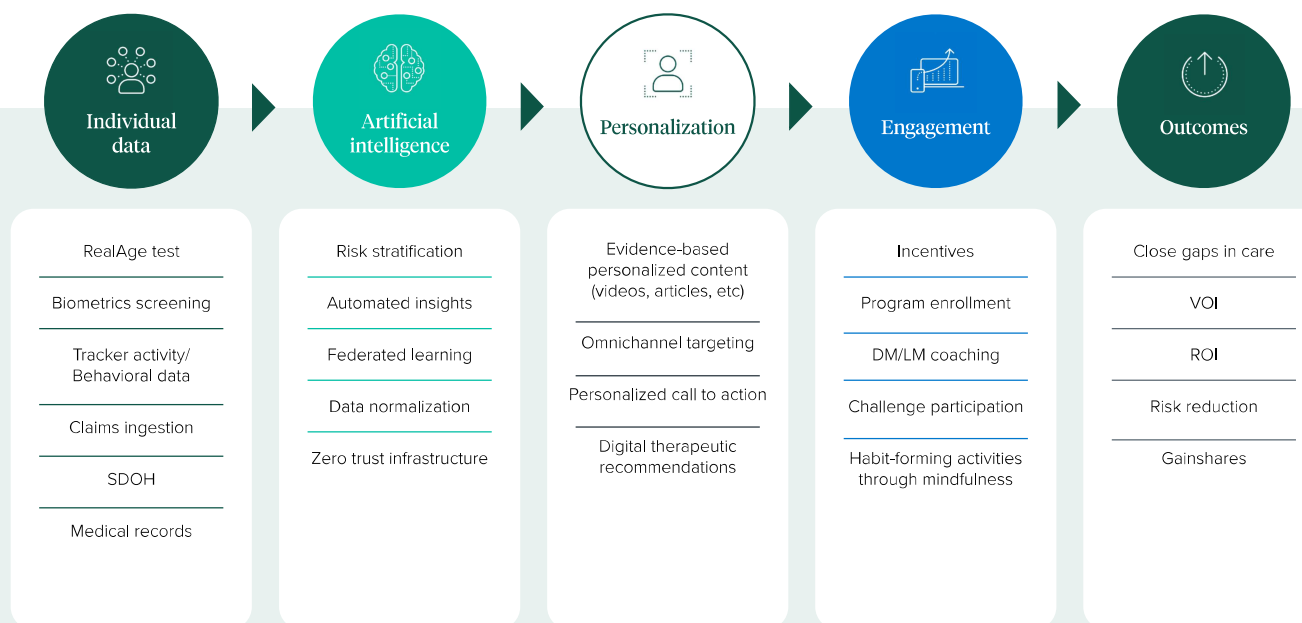 Individual
data
Artificial
intelligence
Personalization
Engagement
Outcomes
RealAge test
Biometrics screening
Tracker activity/
Behavioral data
Claims ingestion
SDOH
Medical records
Risk stratification
Automated insights
Federated learning
Data normalization
Zero trust infrastructure
Evidence-based
personalized content
(videos, articles, etc)
Omnichannel targeting
Personalized call to action
Digital therapeutic
recommendations
Incentives
Program enrollment
DM/LM coaching
Challenge participation
Habit-forming activities
through mindfulness
Close gaps in care
VOI
ROI
Risk reduction
Gainshares